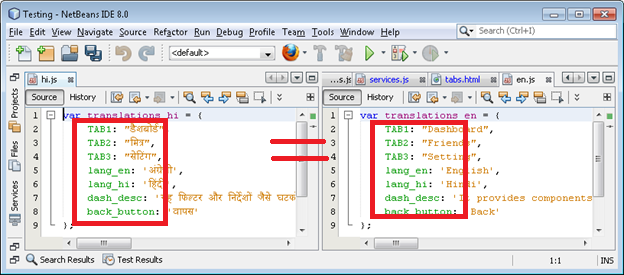 Testing - NetBeans IDE 8.0
File Edit View Navigate Source Refactor Run Debug Profile Team Tools Window Help
Search (Ctrl+I)
<default>
Projects
Files
Services
hi.js
Source History
1 var translations_hi = {
2 TAB1: "डैशबोर्ड"
3 TAB2: "मित्र",
4 TAB3: "सेटिंग",
5 lang_en: 'अंग्रेजी',
6 lang_hi: 'हिंदी',
7 dash_desc: 'यह फिल्टर और निर्देशों जैसे घटक
8 back_button: 'वापस'
9 };
...s.js services.js tabs.html en.js
Source History
1 var translations_en = {
2 TAB1: "Dashboard",
3 TAB2: "Friends",
4 TAB3: "Setting",
5 lang_en: 'English',
6 lang_hi: 'Hindi',
7 dash_desc: 'It provides components
8 back_button: 'Back'
9 };
Search Results Test Results
1:1 INS